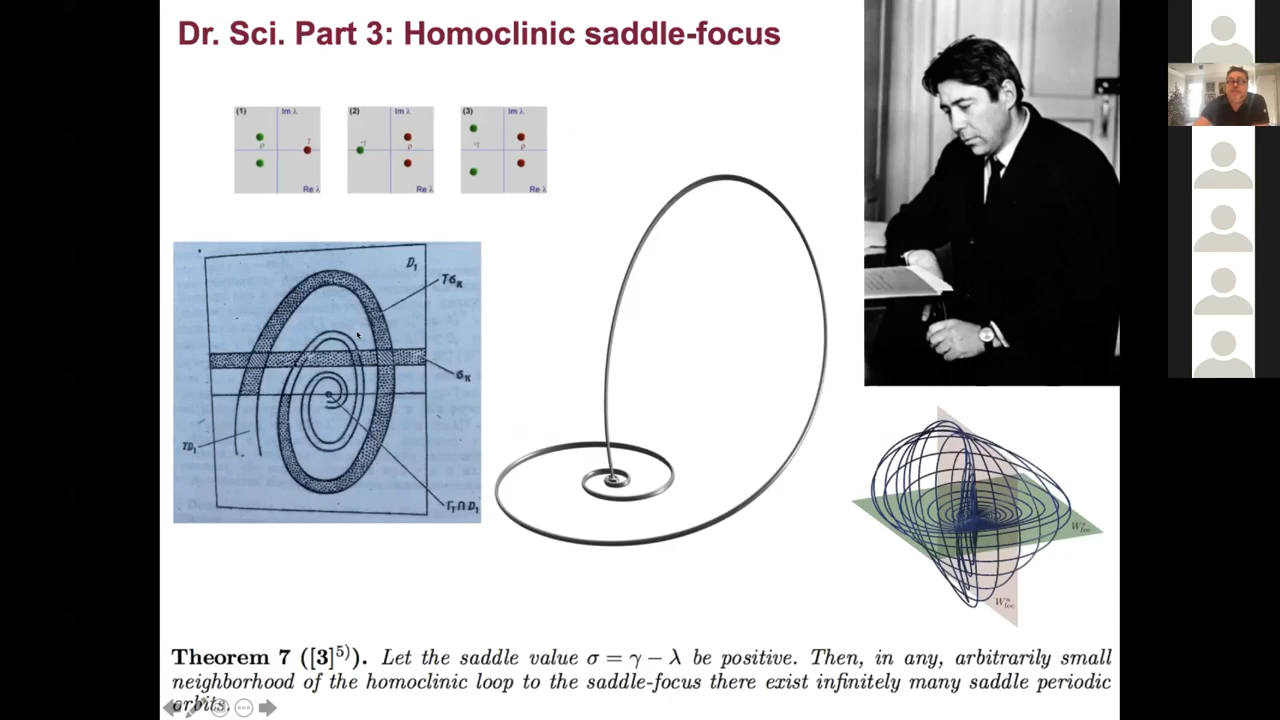 Dr. Sci. Part 3: Homoclinic saddle-focus
(1) Im λ
ρ γ
Re λ
(2) Im λ
-γ ρ
Re λ
(3) Im λ
-γ ρ
Re λ
D₁
Tσₖ
σₖ
TD₁
Γ₁∩D₁
Wˢloc
Wᵘloc
Theorem 7 ([3]⁵⁾). Let the saddle value σ = γ − λ be positive. Then, in any, arbitrarily small
neighborhood of the homoclinic loop to the saddle-focus there exist infinitely many saddle periodic
orbits.